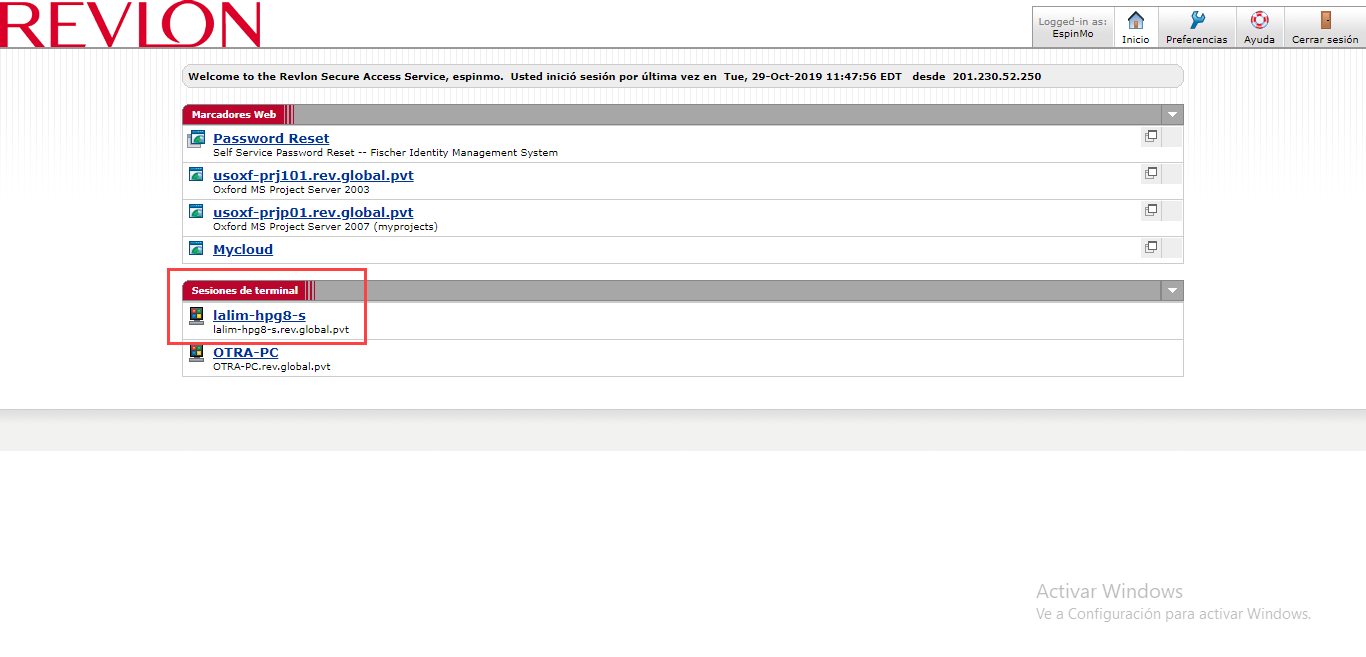 REVLON
Logged-in as:
EspinMo
Inicio
Preferencias
Ayuda
Cerrar sesión
Welcome to the Revlon Secure Access Service, espinmo. Usted inició sesión por última vez en Tue, 29-Oct-2019 11:47:56 EDT desde 201.230.52.250
Marcadores Web
Password Reset
Self Service Password Reset -- Fischer Identity Management System
usoxf-prj101.rev.global.pvt
Oxford MS Project Server 2003
usoxf-prjp01.rev.global.pvt
Oxford MS Project Server 2007 (myprojects)
Mycloud
Sesiones de terminal
lalim-hpg8-s
lalim-hpg8-s.rev.global.pvt
OTRA-PC
OTRA-PC.rev.global.pvt
Activar Windows
Ve a Configuración para activar Windows.